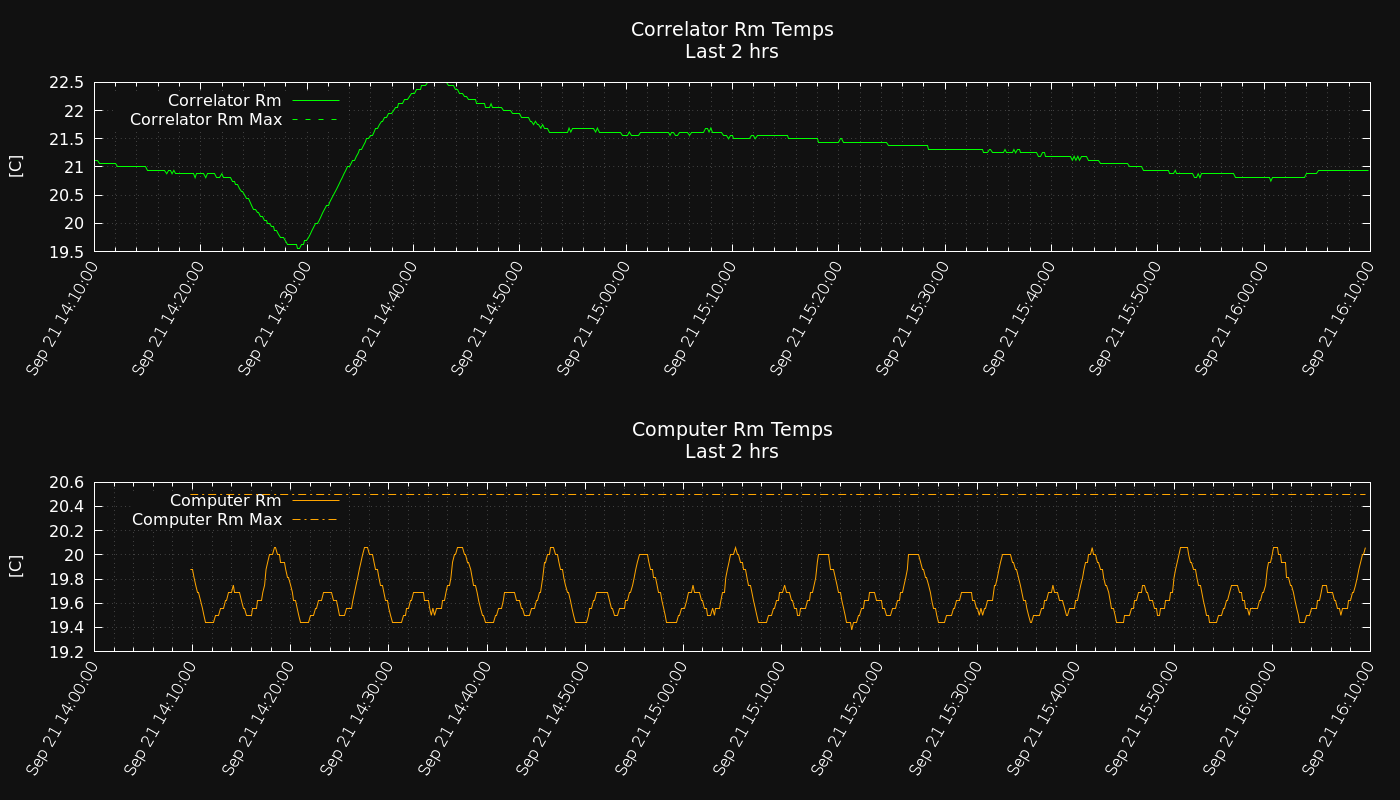 Correlator Rm Temps
Last 2 hrs
22.5
22
21.5
21
20.5
20
19.5
[C]
Correlator Rm
Correlator Rm Max
Sep 21 14:10:00
Sep 21 14:20:00
Sep 21 14:30:00
Sep 21 14:40:00
Sep 21 14:50:00
Sep 21 15:00:00
Sep 21 15:10:00
Sep 21 15:20:00
Sep 21 15:30:00
Sep 21 15:40:00
Sep 21 15:50:00
Sep 21 16:00:00
Sep 21 16:10:00
Computer Rm Temps
Last 2 hrs
20.6
20.4
20.2
20
19.8
19.6
19.4
19.2
[C]
Computer Rm
Computer Rm Max
Sep 21 14:00:00
Sep 21 14:10:00
Sep 21 14:20:00
Sep 21 14:30:00
Sep 21 14:40:00
Sep 21 14:50:00
Sep 21 15:00:00
Sep 21 15:10:00
Sep 21 15:20:00
Sep 21 15:30:00
Sep 21 15:40:00
Sep 21 15:50:00
Sep 21 16:00:00
Sep 21 16:10:00